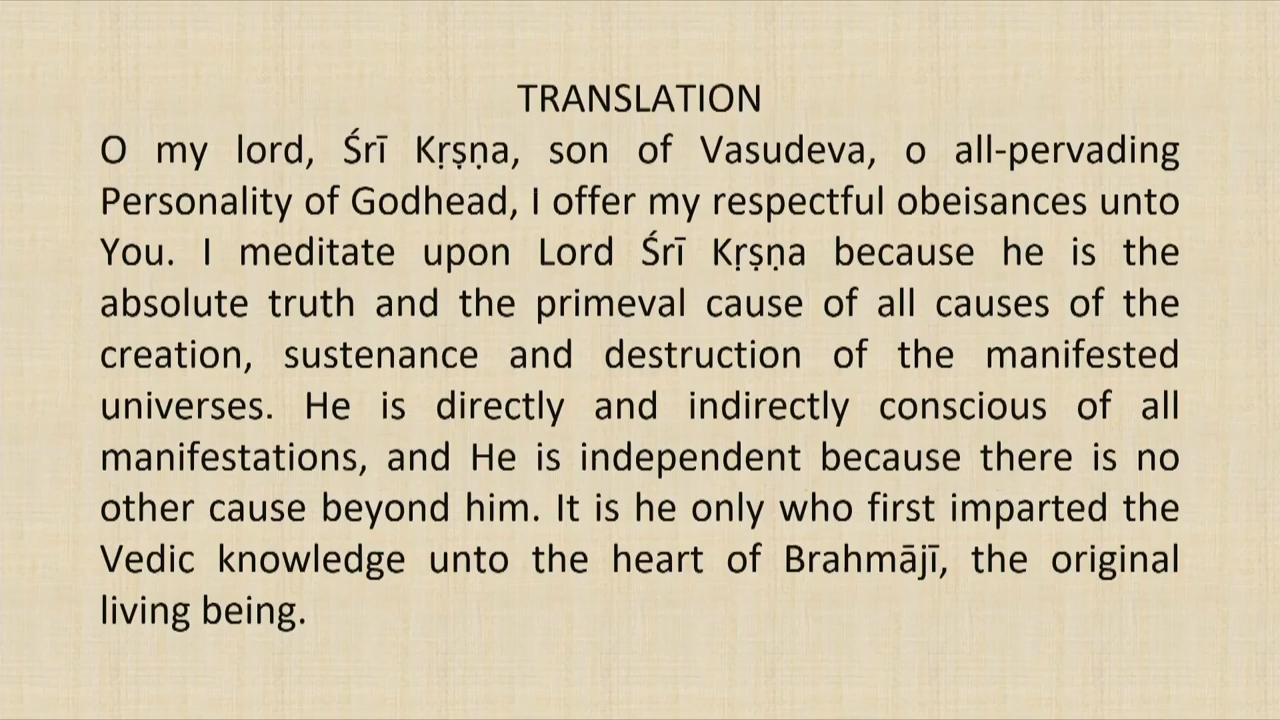 TRANSLATION
O my lord, Śrī Kṛṣṇa, son of Vasudeva, o all-pervading
Personality of Godhead, I offer my respectful obeisances unto
You. I meditate upon Lord Śrī Kṛṣṇa because he is the
absolute truth and the primeval cause of all causes of the
creation, sustenance and destruction of the manifested
universes. He is directly and indirectly conscious of all
manifestations, and He is independent because there is no
other cause beyond him. It is he only who first imparted the
Vedic knowledge unto the heart of Brahmājī, the original
living being.